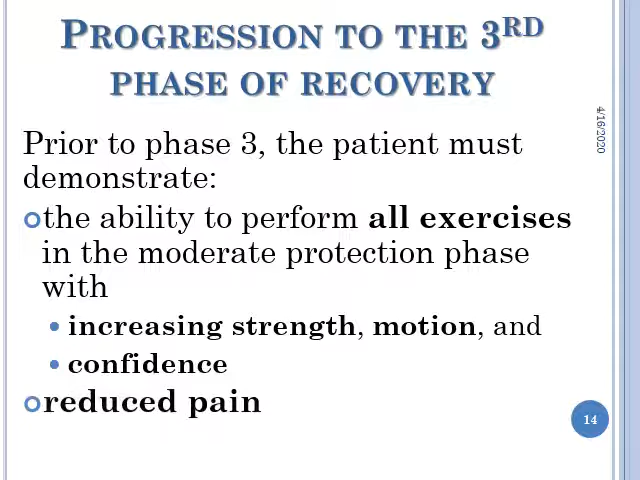 PROGRESSION TO THE 3RD
PHASE OF RECOVERY
4/16/2020
Prior to phase 3, the patient must
demonstrate:
the ability to perform all exercises
in the moderate protection phase
with
increasing strength, motion, and
confidence
reduced pain
14